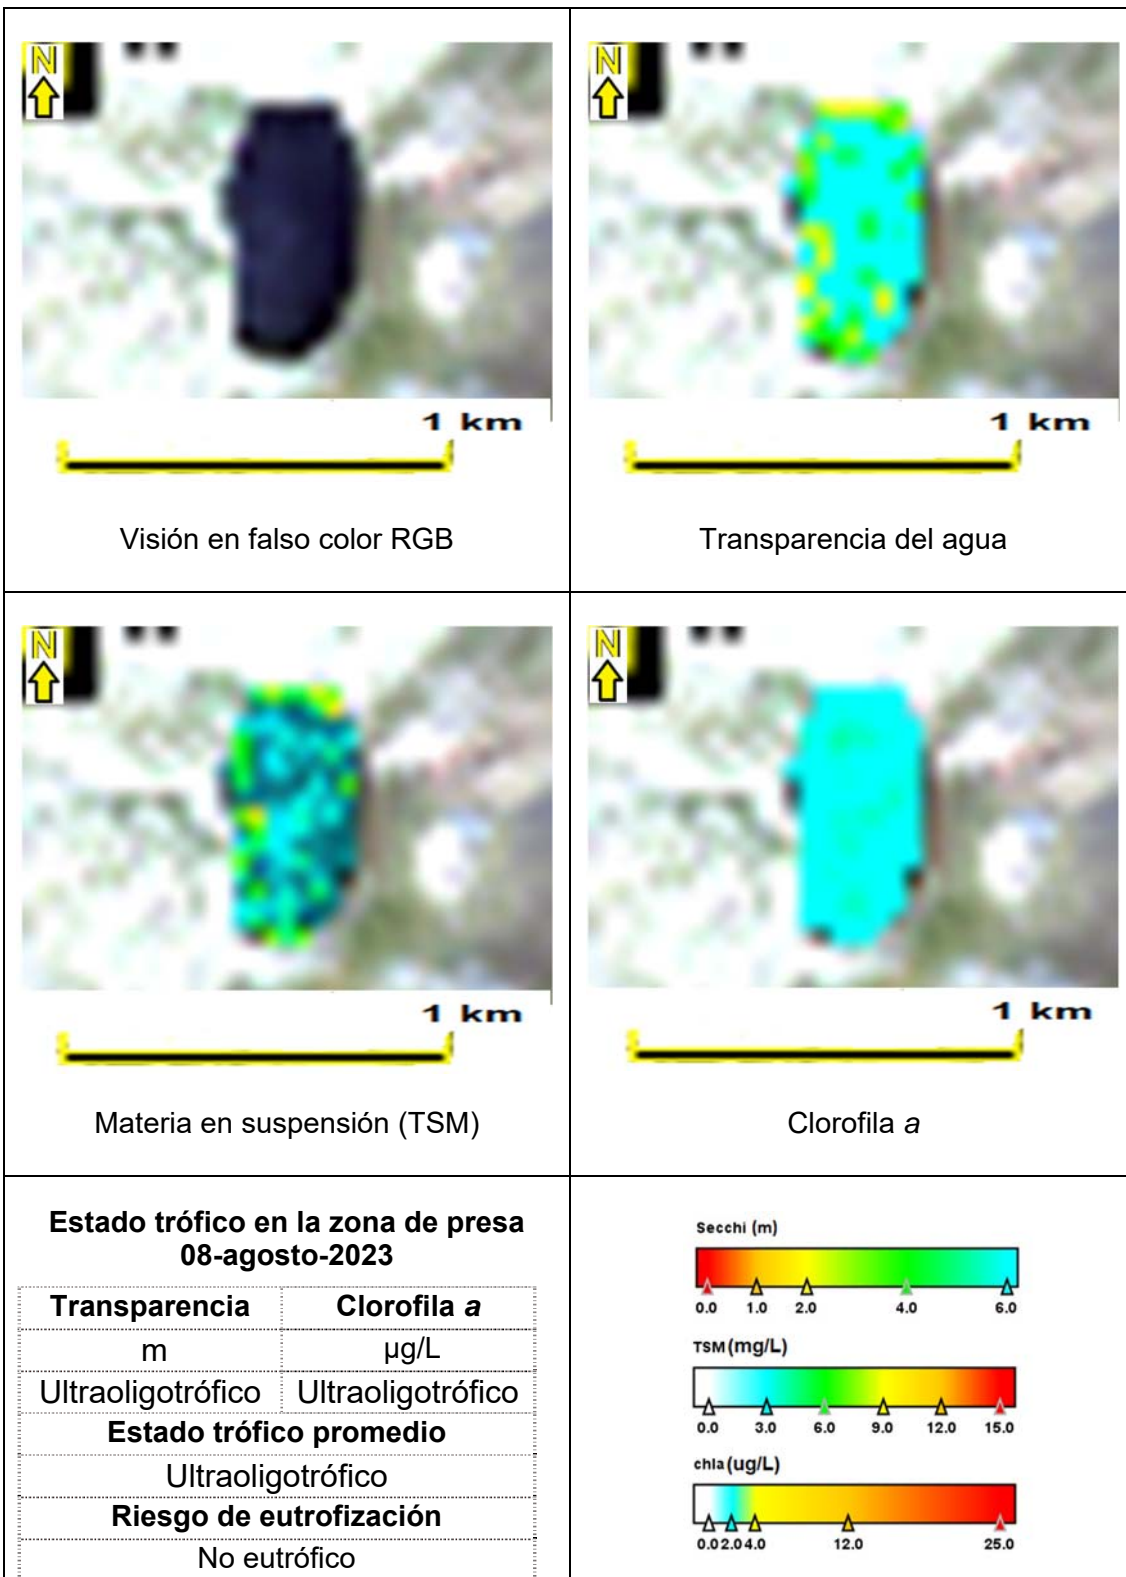 N
N
1 km
1 km
Visión en falso color RGB
Transparencia del agua
N
N
1 km
1 km
Materia en suspensión (TSM)
Clorofila a
Estado trófico en la zona de presa
08-agosto-2023
Transparencia Clorofila a
m µg/L
Ultraoligotrófico Ultraoligotrófico
Estado trófico promedio
Ultraoligotrófico
Riesgo de eutrofización
No eutrófico
Secchi (m)
0.0 1.0 2.0 4.0 6.0
TSM (mg/L)
0.0 3.0 6.0 9.0 12.0 15.0
chla (ug/L)
0.0 2.0 4.0 12.0 25.0